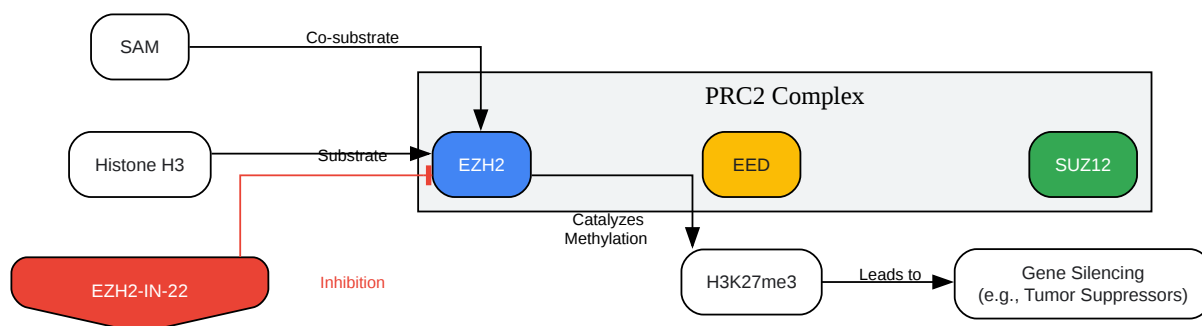 SAM
Co-substrate
PRC2 Complex
Histone H3
Substrate
EZH2
EED
SUZ12
Catalyzes
Methylation
EZH2-IN-22
Inhibition
H3K27me3
Leads to
Gene Silencing
(e.g., Tumor Suppressors)